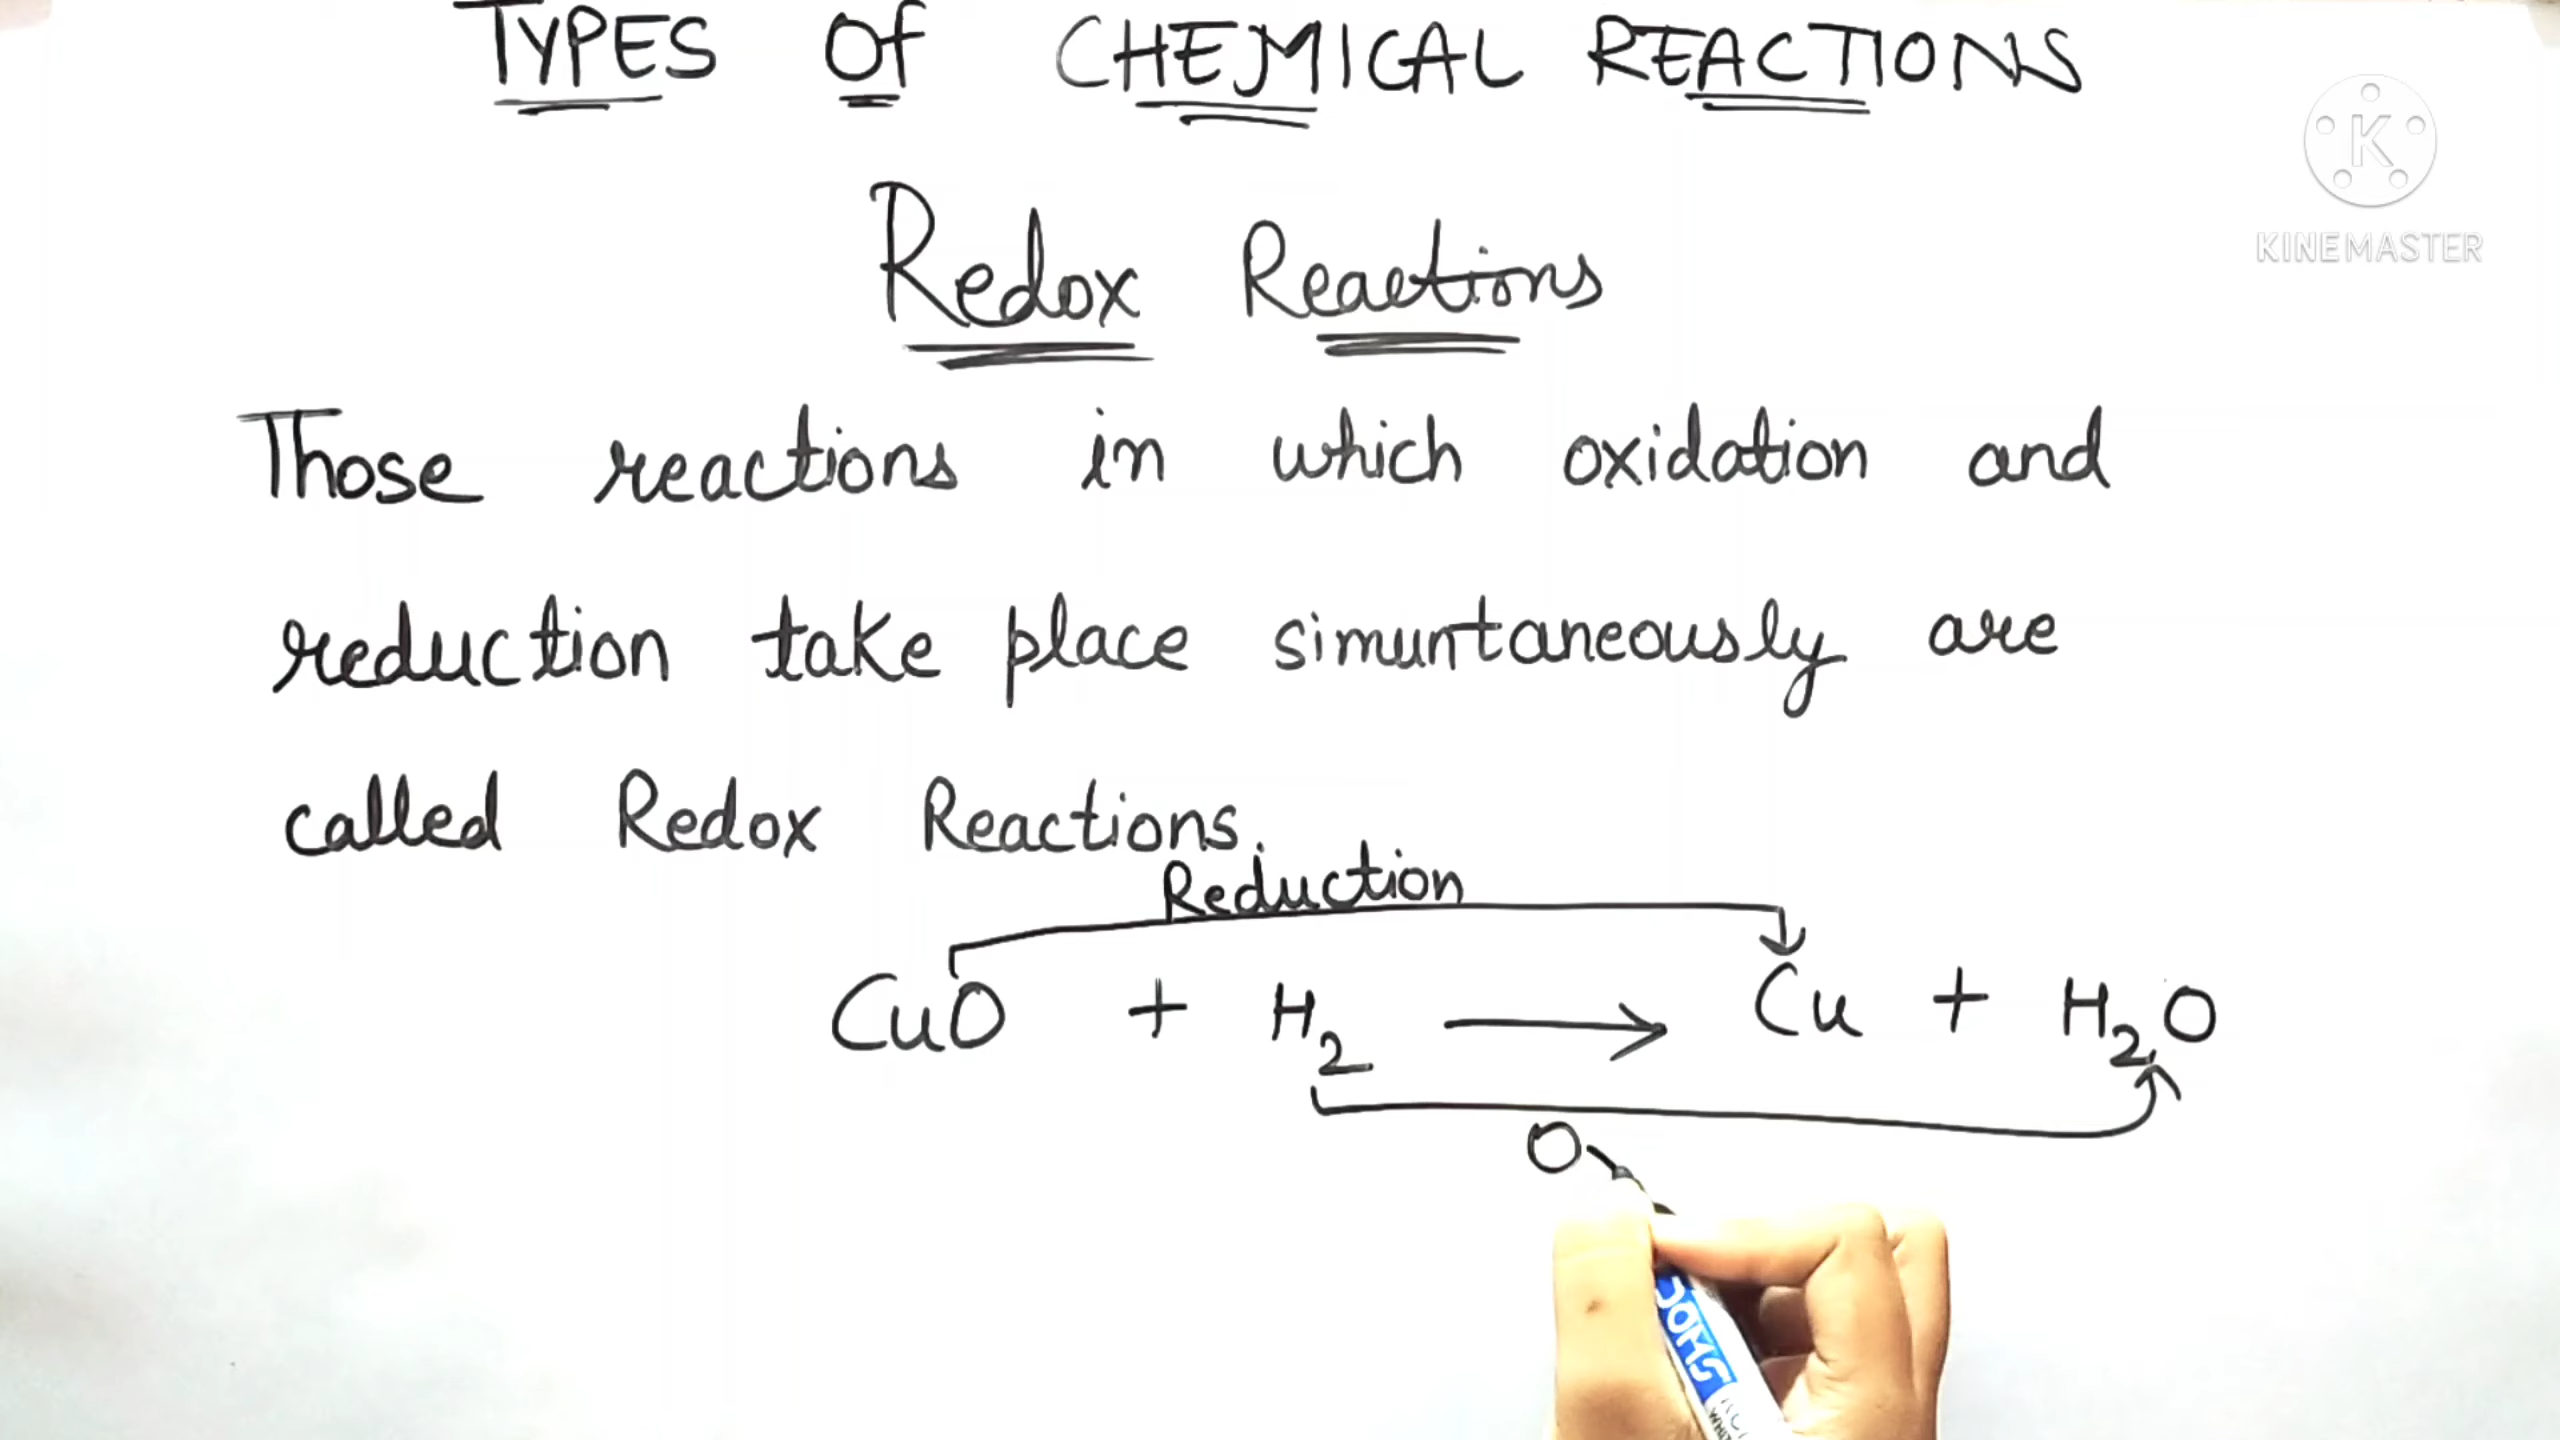 TYPES Of CHEMICAL REACTIONS
K
KINEMASTER
Redox Reactions
Those reactions in which oxidation and
reduction take place simuntaneously are
called Redox Reactions.
Reduction
CuO + H₂ ⟶ Cu + H₂O
O
DOMS